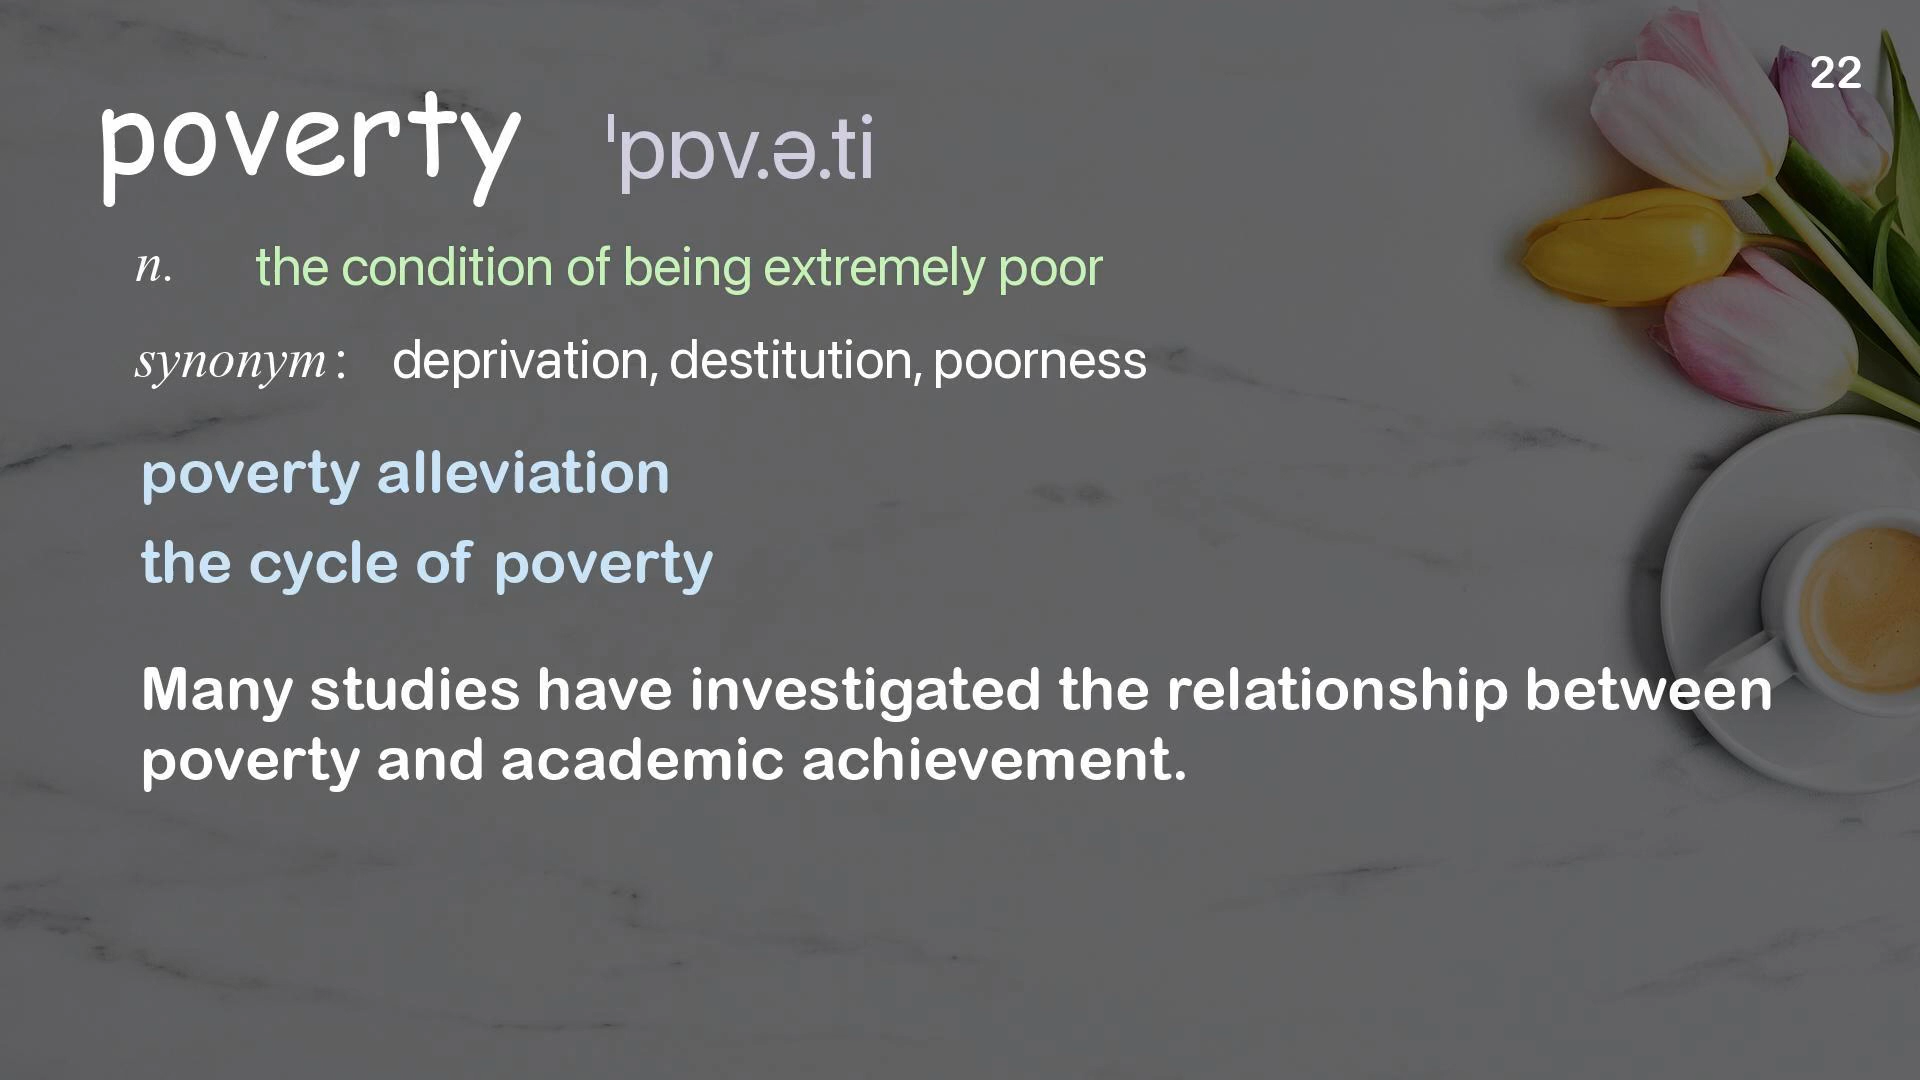 22
poverty ˈpɒv.ə.ti
n. the condition of being extremely poor
synonym: deprivation, destitution, poorness
poverty alleviation
the cycle of poverty
Many studies have investigated the relationship between
poverty and academic achievement.